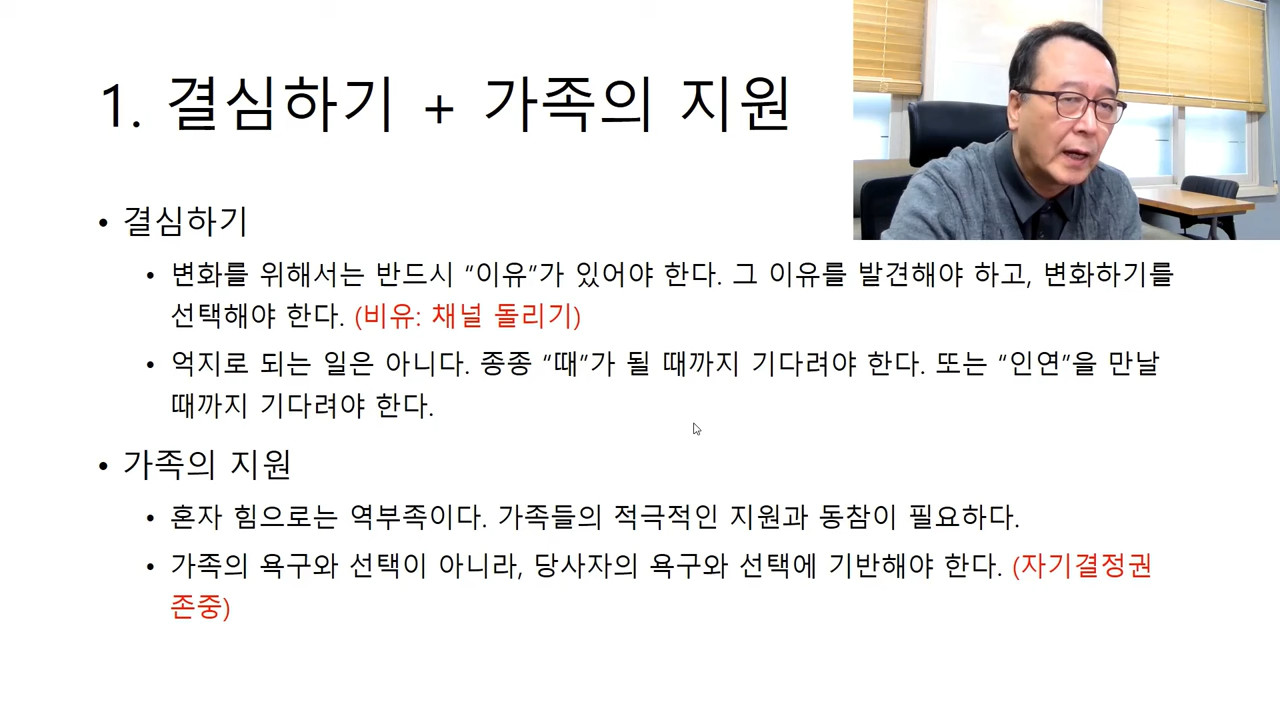 1. 결심하기 + 가족의 지원
• 결심하기
• 변화를 위해서는 반드시 “이유”가 있어야 한다. 그 이유를 발견해야 하고, 변화하기를
선택해야 한다. (비유: 채널 돌리기)
• 억지로 되는 일은 아니다. 종종 “때”가 될 때까지 기다려야 한다. 또는 “인연”을 만날
때까지 기다려야 한다.
• 가족의 지원
• 혼자 힘으로는 역부족이다. 가족들의 적극적인 지원과 동참이 필요하다.
• 가족의 욕구와 선택이 아니라, 당사자의 욕구와 선택에 기반해야 한다. (자기결정권
존중)